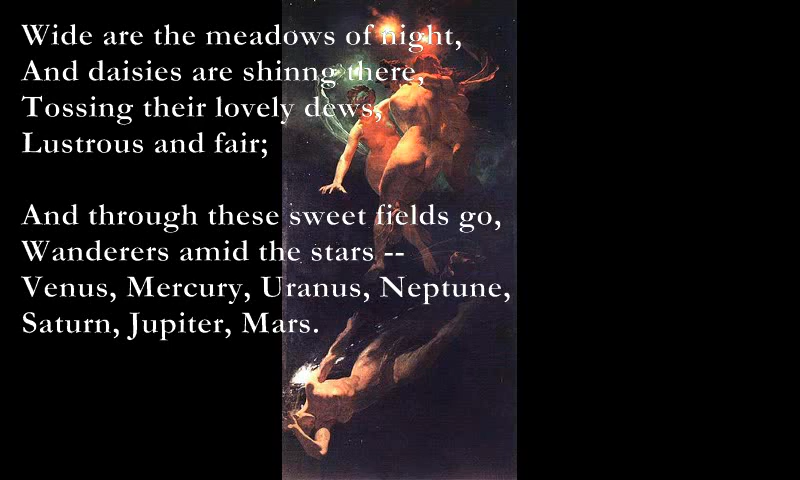 Wide are the meadows of night,
And daisies are shinng there,
Tossing their lovely dews,
Lustrous and fair;
And through these sweet fields go,
Wanderers amid the stars --
Venus, Mercury, Uranus, Neptune,
Saturn, Jupiter, Mars.